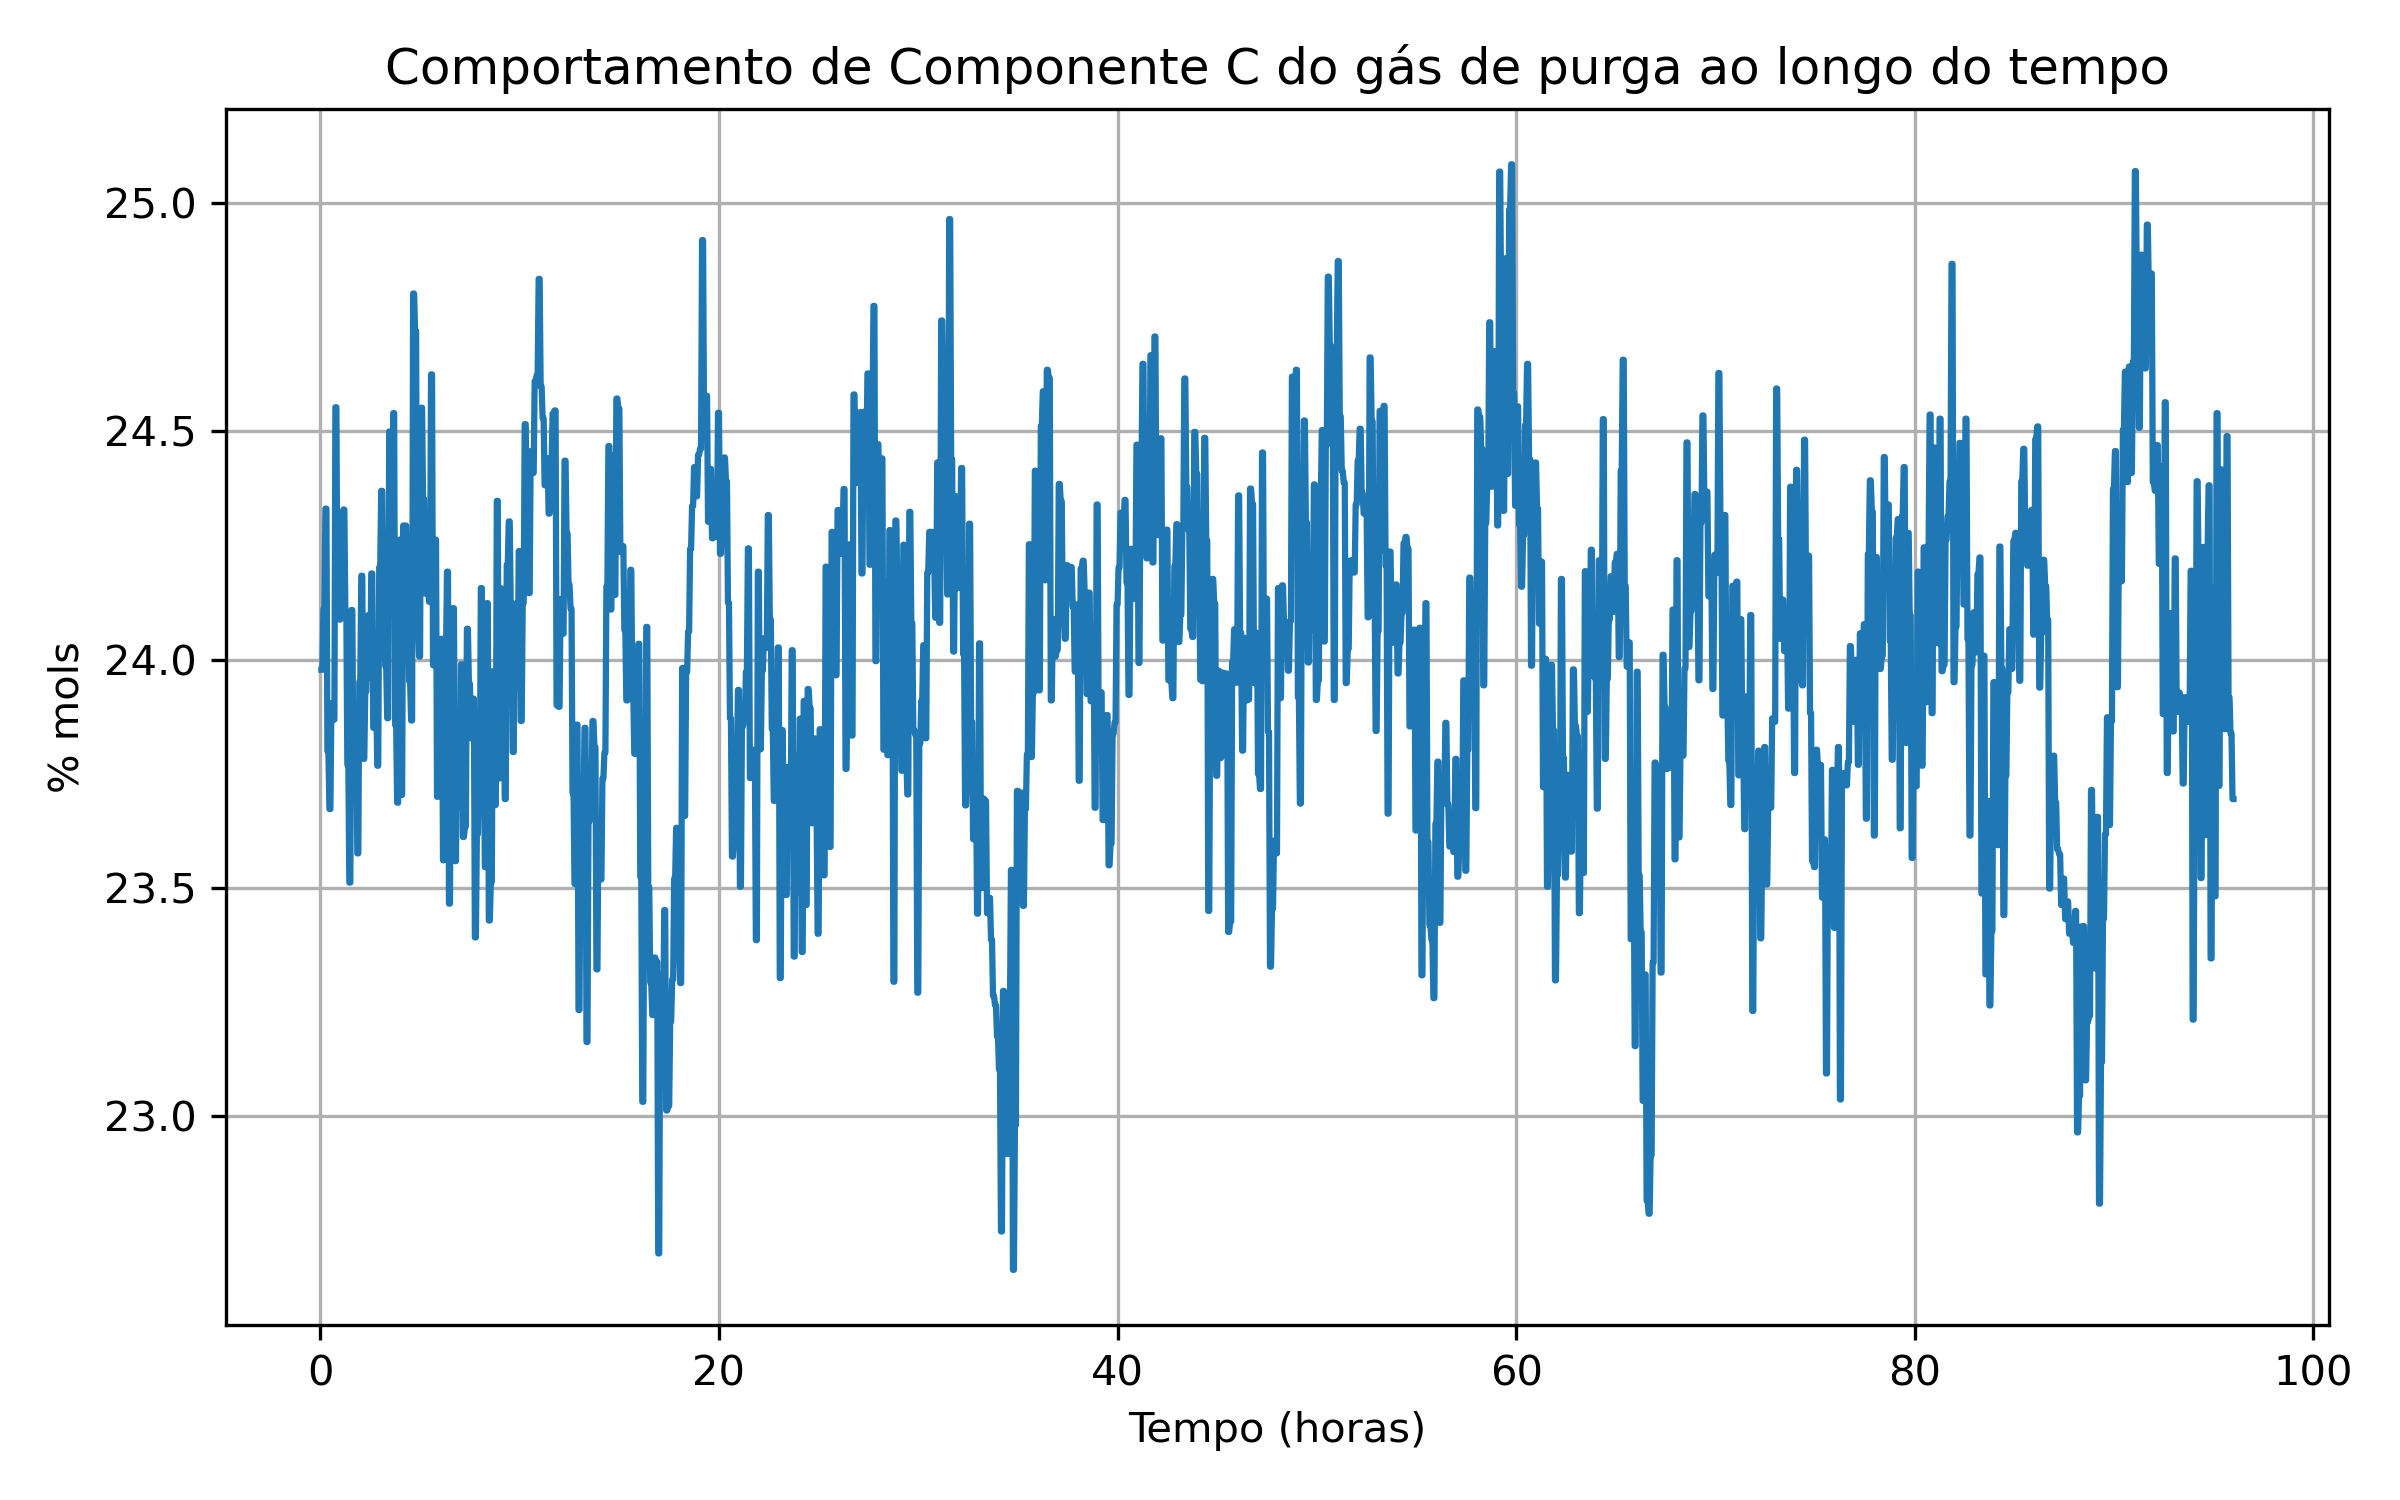 Comportamento de Componente C do gás de purga ao longo do tempo
% mols
25.0
24.5
24.0
23.5
23.0
0 20 40 60 80 100
Tempo (horas)